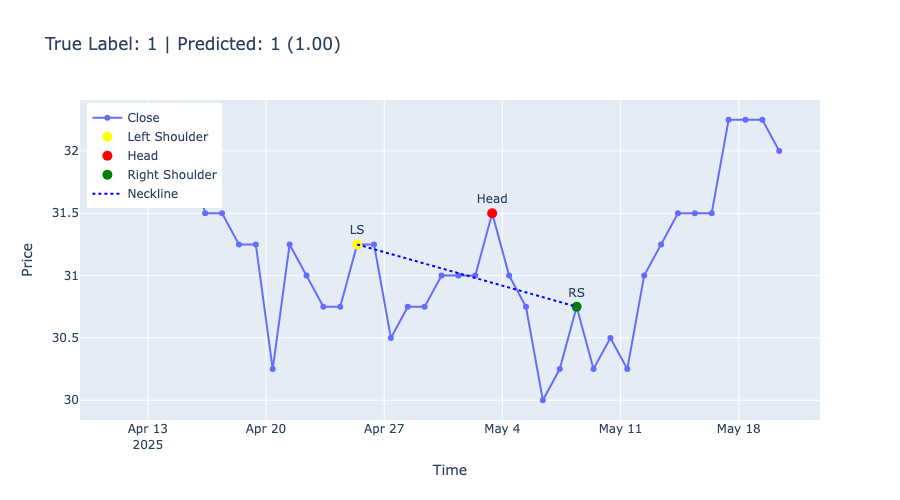 True Label: 1 | Predicted: 1 (1.00)
Close
Left Shoulder
Head
Right Shoulder
Neckline
LS
Head
RS
32
31.5
31
30.5
30
Price
Apr 13
2025
Apr 20
Apr 27
May 4
May 11
May 18
Time